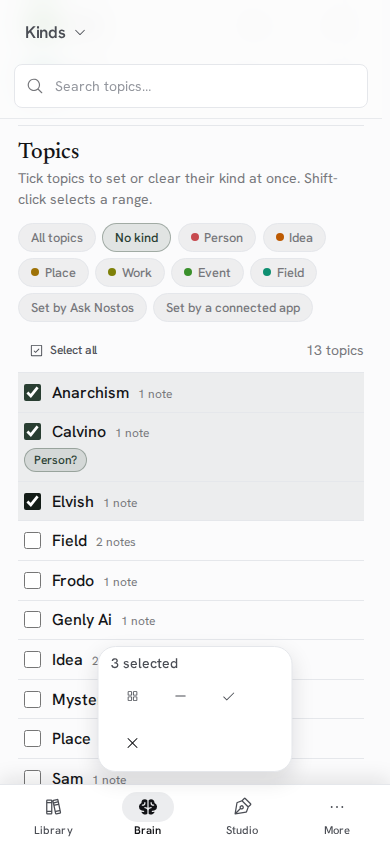 Kinds
Search topics...
Topics
Tick topics to set or clear their kind at once. Shift-
click selects a range.
All topics No kind Person Idea
Place Work Event Field
Set by Ask Nostos Set by a connected app
Select all 13 topics
Anarchism 1 note
Calvino 1 note
Person?
Elvish 1 note
Field 2 notes
Frodo 1 note
Genly Ai 1 note
Idea 2
3 selected
Myste
Place
Sam 1 note
Library Brain Studio More